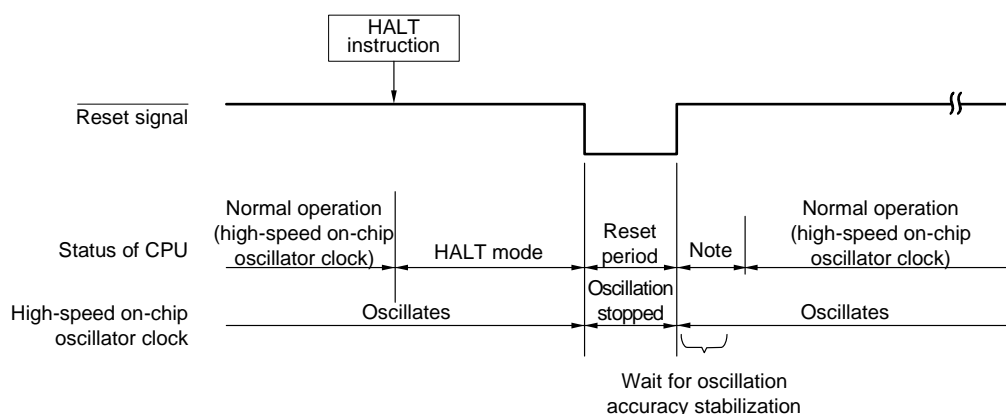 HALT
instruction
Reset signal
Normal operation
(high-speed on-chip
oscillator clock)
Status of CPU
HALT mode
Reset
period
Note
Normal operation
(high-speed on-chip
oscillator clock)
High-speed on-chip
oscillator clock
Oscillates
Oscillation
stopped
Oscillates
Wait for oscillation
accuracy stabilization